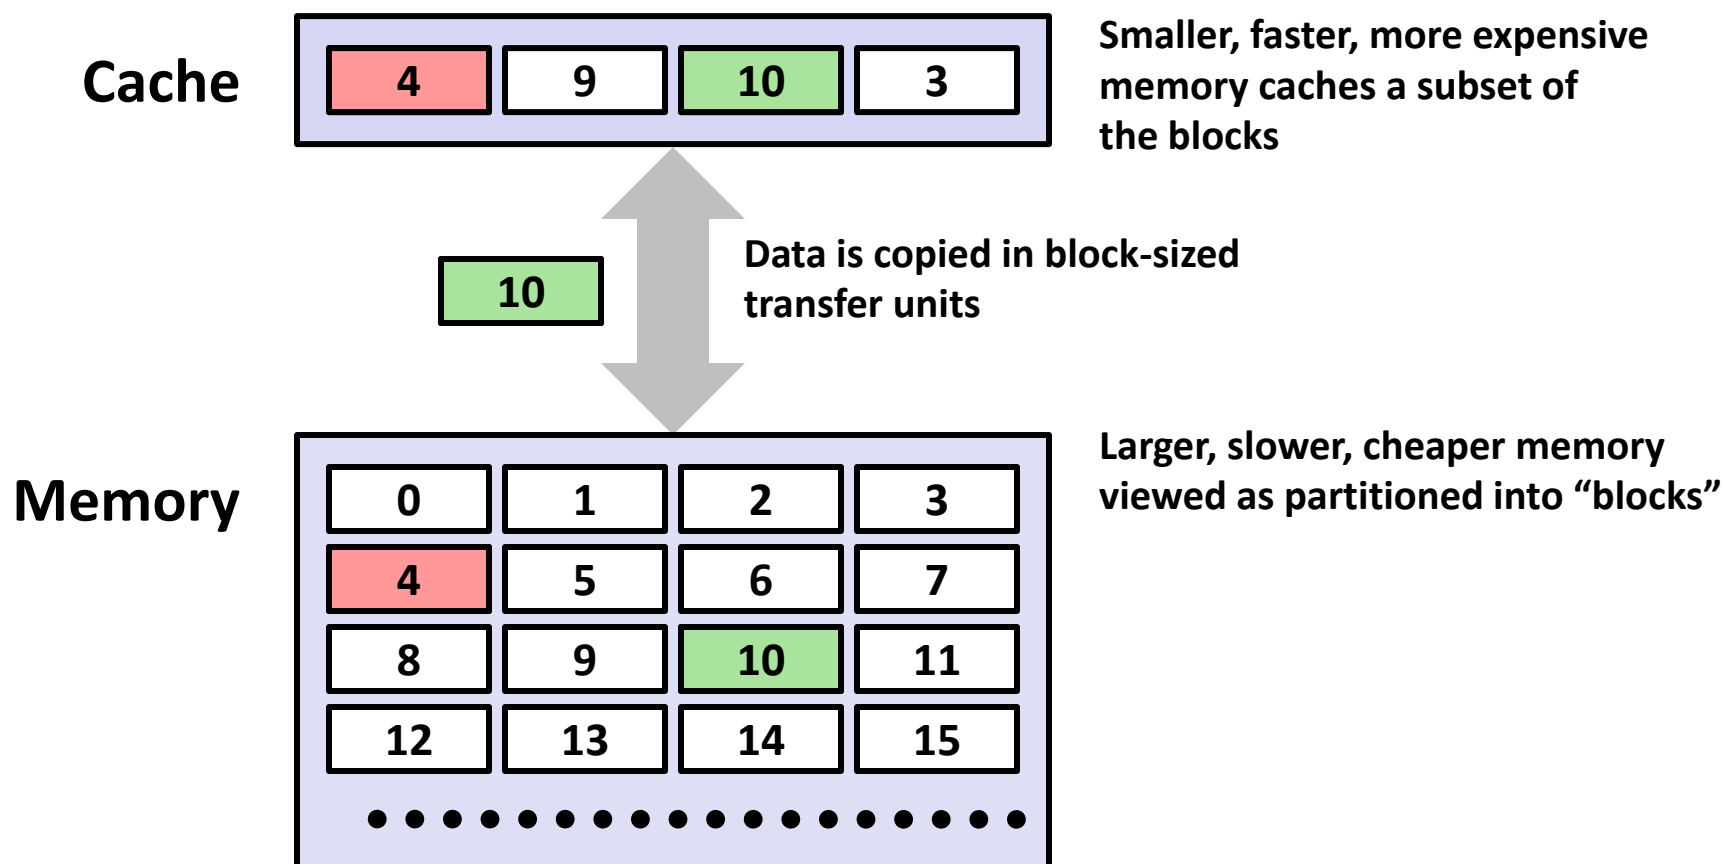 Cache
4 9 10 3
Smaller, faster, more expensive
memory caches a subset of
the blocks
10
Data is copied in block-sized
transfer units
Memory
0 1 2 3
4 5 6 7
8 9 10 11
12 13 14 15
Larger, slower, cheaper memory
viewed as partitioned into “blocks”